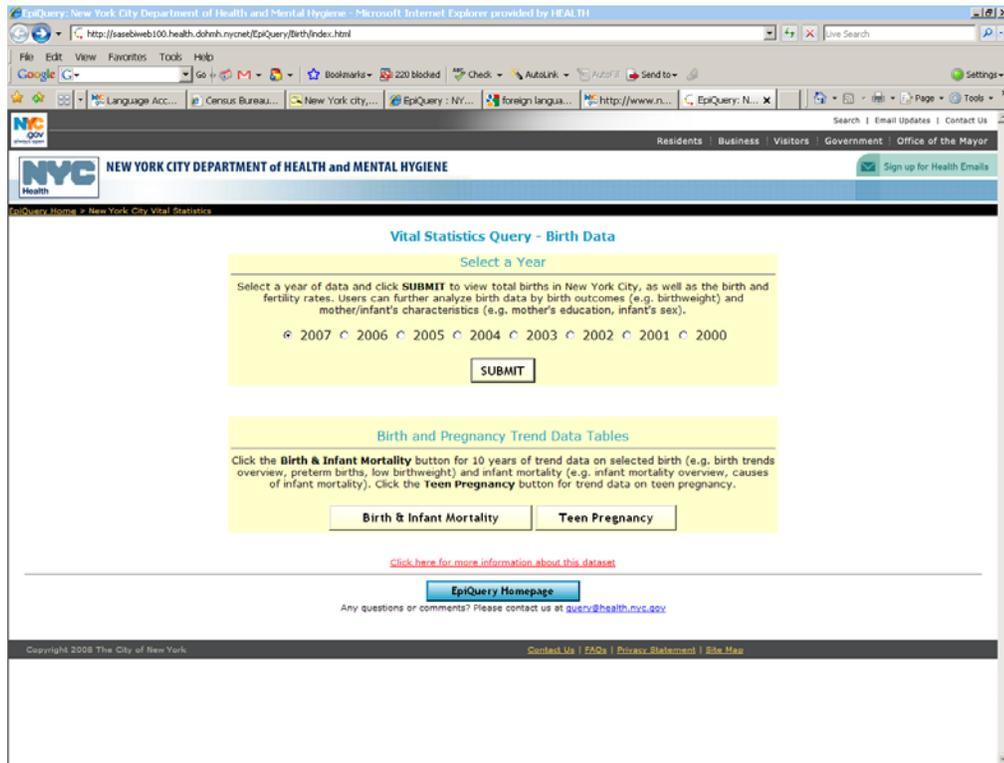 EpiQuery: New York City Department of Health and Mental Hygiene - Microsoft Internet Explorer provided by HEALTH
http://sasebiweb100.health.dohmh.nycnet/EpiQuery/Birth/index.html
Live Search
File Edit View Favorites Tools Help
Google G Go Bookmarks 220 blocked Check AutoLink AutoFill Send to Settings
Language Acc... Census Bureau... New York city,... EpiQuery : NY... foreign langua... http://www.n... EpiQuery: N... Page Tools
NYC .gov
Search | Email Updates | Contact Us
Residents | Business | Visitors | Government | Office of the Mayor
NYC Health
NEW YORK CITY DEPARTMENT of HEALTH and MENTAL HYGIENE
Sign up for Health Emails
EpiQuery Home > New York City Vital Statistics
Vital Statistics Query - Birth Data
Select a Year
Select a year of data and click SUBMIT to view total births in New York City, as well as the birth and
fertility rates. Users can further analyze birth data by birth outcomes (e.g. birthweight) and
mother/infant's characteristics (e.g. mother's education, infant's sex).
2007 2006 2005 2004 2003 2002 2001 2000
SUBMIT
Birth and Pregnancy Trend Data Tables
Click the Birth & Infant Mortality button for 10 years of trend data on selected birth (e.g. birth trends
overview, preterm births, low birthweight) and infant mortality (e.g. infant mortality overview, causes
of infant mortality). Click the Teen Pregnancy button for trend data on teen pregnancy.
Birth & Infant Mortality
Teen Pregnancy
Click here for more information about this dataset
EpiQuery Homepage
Any questions or comments? Please contact us at query@health.nyc.gov
Copyright 2008 The City of New York
Contact Us | FAQs | Privacy Statement | Site Map